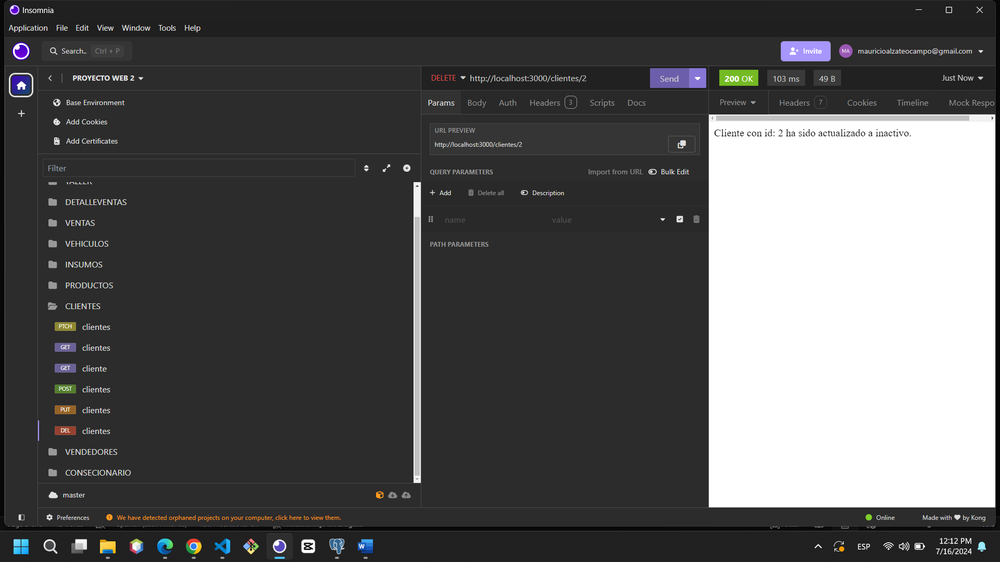 Insomnia
Application File Edit View Window Tools Help
Search.. Ctrl + P
Invite
MA mauricioalzateocampo@gmail.com
PROYECTO WEB 2
Base Environment
Add Cookies
Add Certificates
Filter
TALLER
DETALLEVENTAS
VENTAS
VEHICULOS
INSUMOS
PRODUCTOS
CLIENTES
PTCH clientes
GET clientes
GET cliente
POST clientes
PUT clientes
DEL clientes
VENDEDORES
CONSECIONARIO
master
DELETE http://localhost:3000/clientes/2 Send
Params Body Auth Headers 3 Scripts Docs
URL PREVIEW
http://localhost:3000/clientes/2
QUERY PARAMETERS Import from URL Bulk Edit
Add Delete all Description
name value
PATH PARAMETERS
200 OK 103 ms 49 B Just Now
Preview Headers 7 Cookies Timeline Mock Respo
Cliente con id: 2 ha sido actualizado a inactivo.
Preferences We have detected orphaned projects on your computer, click here to view them.
Online Made with ❤ by Kong
ESP
12:12 PM
7/16/2024